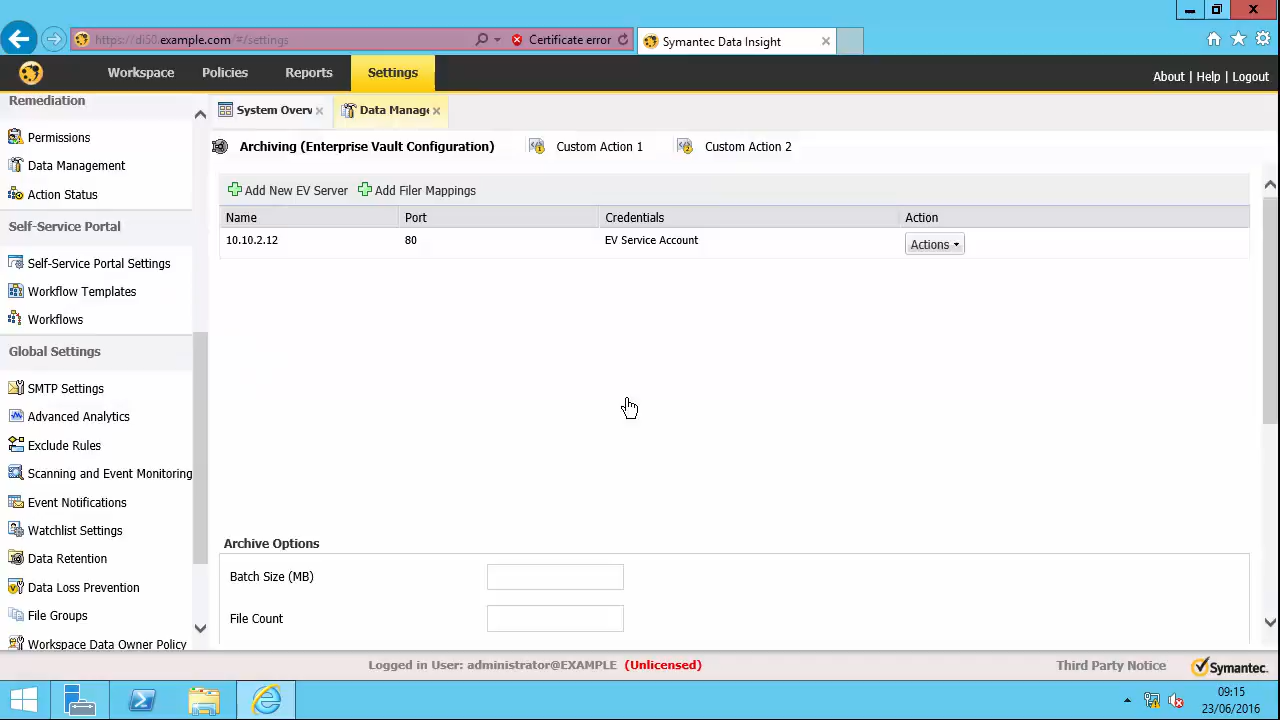 https://di50.example.com/#/settings
Certificate error
Symantec Data Insight
Workspace
Policies
Reports
Settings
About | Help | Logout
Remediation
Permissions
Data Management
Action Status
Self-Service Portal
Self-Service Portal Settings
Workflow Templates
Workflows
Global Settings
SMTP Settings
Advanced Analytics
Exclude Rules
Scanning and Event Monitoring
Event Notifications
Watchlist Settings
Data Retention
Data Loss Prevention
File Groups
Workspace Data Owner Policy
System Overv
Data Manage
Archiving (Enterprise Vault Configuration)
Custom Action 1
Custom Action 2
Add New EV Server
Add Filer Mappings
Name Port Credentials Action
10.10.2.12 80 EV Service Account Actions
Archive Options
Batch Size (MB)
File Count
Logged in User: administrator@EXAMPLE (Unlicensed)
Third Party Notice
Symantec.
09:15
23/06/2016